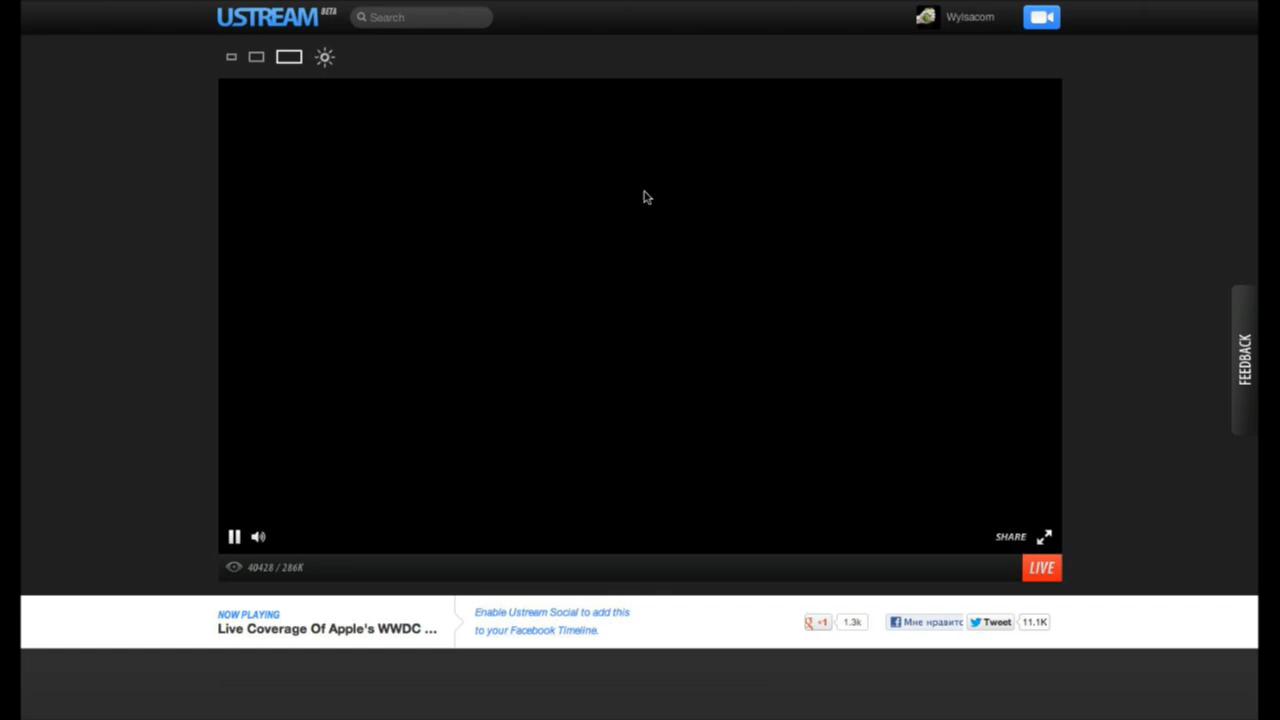 USTREAM BETA
Search
Wylsacom
FEEDBACK
SHARE
40428 / 286K
LIVE
NOW PLAYING
Live Coverage Of Apple's WWDC ...
Enable Ustream Social to add this
to your Facebook Timeline.
+1
1.3k
Мне нравитс
Tweet
11.1K